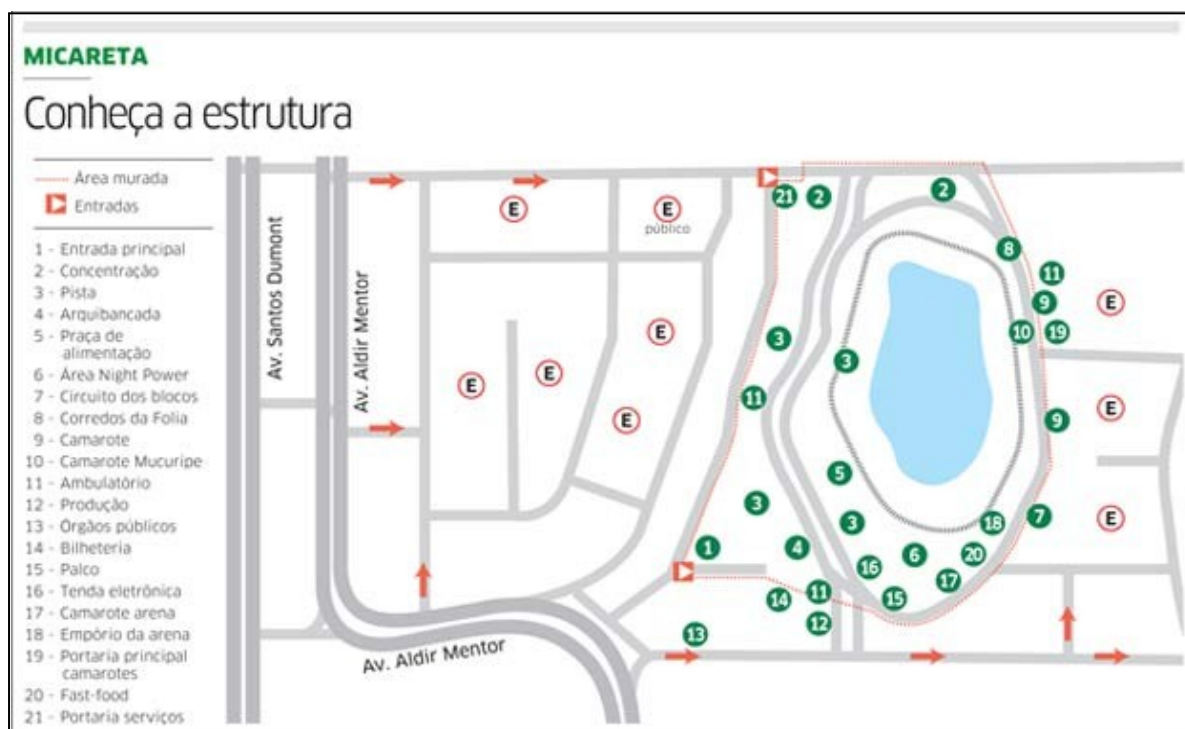 MICARETA
Conheça a estrutura
Área murada
Entradas
1 - Entrada principal
2 - Concentração
3 - Pista
4 - Arquibancada
5 - Praça de
alimentação
6 - Área Night Power
7 - Circuito dos blocos
8 - Corredos da Folia
9 - Camarote
10 - Camarote Mucuripe
11 - Ambulatório
12 - Produção
13 - Órgãos públicos
14 - Bilheteria
15 - Palco
16 - Tenda eletrônica
17 - Camarote arena
18 - Empório da arena
19 - Portaria principal
camarotes
20 - Fast-food
21 - Portaria serviços
Av. Santos Dumont
Av. Aldir Mentor
Av. Aldir Mentor
E
E
público
E
E
E
E
21
2
2
8
11
9
E
10
19
3
3
11
9
E
5
3
3
18
7
E
1
4
6
20
16
17
11
14
15
12
13